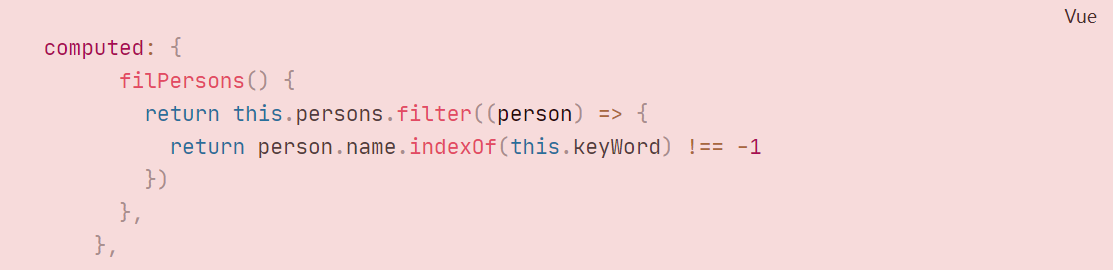 Vue
computed: {
filPersons() {
return this.persons.filter((person) => {
return person.name.indexOf(this.keyWord) !== -1
})
},
},